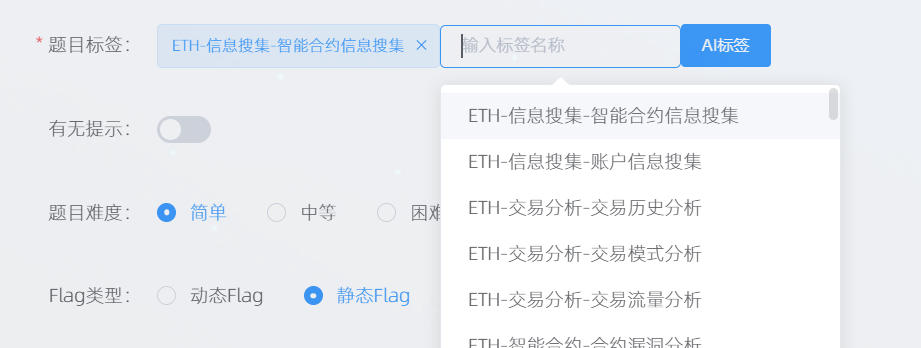 * 题目标签: ETH-信息搜集-智能合约信息搜集 × 输入标签名称 AI标签
ETH-信息搜集-智能合约信息搜集
有无提示:
ETH-信息搜集-账户信息搜集
题目难度: 简单 中等 困难
ETH-交易分析-交易历史分析
ETH-交易分析-交易模式分析
Flag类型: 动态Flag 静态Flag
ETH-交易分析-交易流量分析
ETH-智能合约-合约漏洞分析